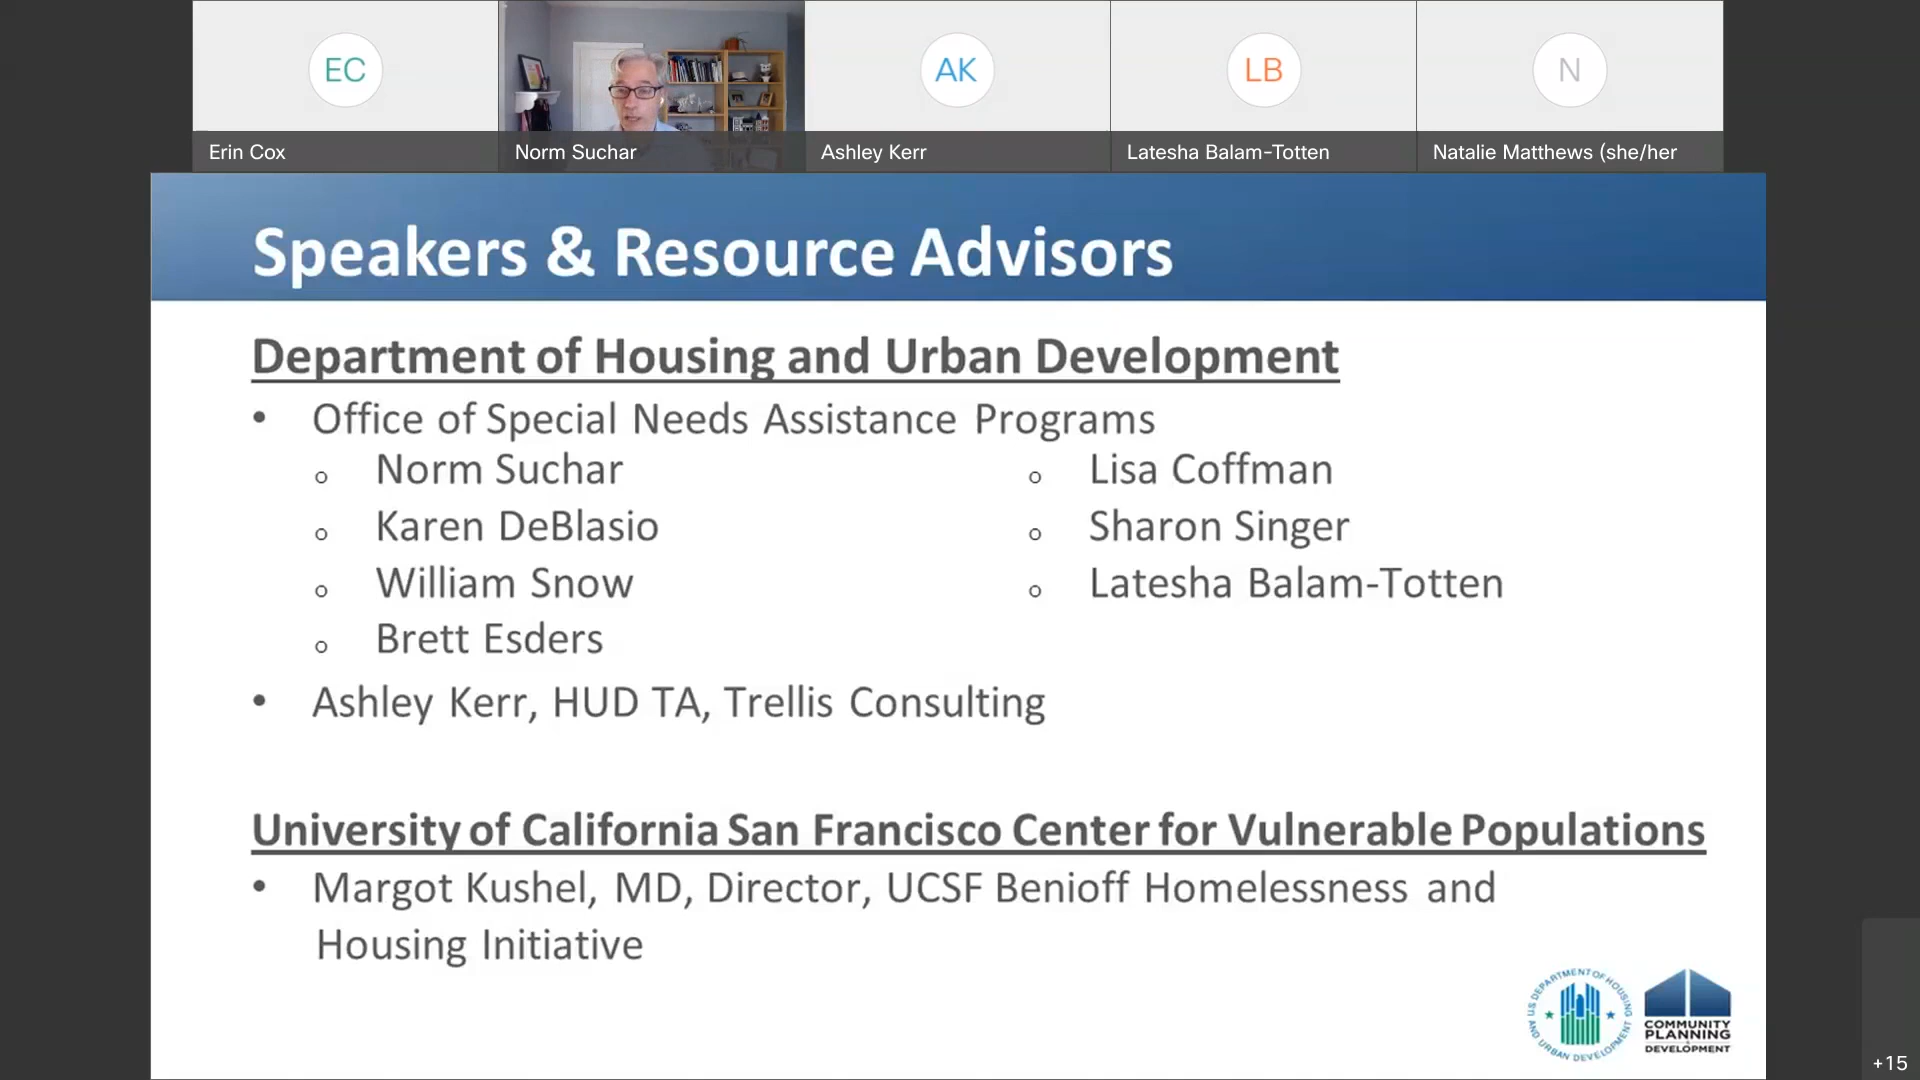 EC
AK
LB
N
Erin Cox
Norm Suchar
Ashley Kerr
Latesha Balam-Totten
Natalie Matthews (she/her
Speakers & Resource Advisors
Department of Housing and Urban Development
• Office of Special Needs Assistance Programs
o Norm Suchar
o Karen DeBlasio
o William Snow
o Brett Esders
o Lisa Coffman
o Sharon Singer
o Latesha Balam-Totten
• Ashley Kerr, HUD TA, Trellis Consulting
University of California San Francisco Center for Vulnerable Populations
• Margot Kushel, MD, Director, UCSF Benioff Homelessness and
Housing Initiative
U.S. DEPARTMENT OF HOUSING
AND URBAN DEVELOPMENT
COMMUNITY
PLANNING
DEVELOPMENT
+15